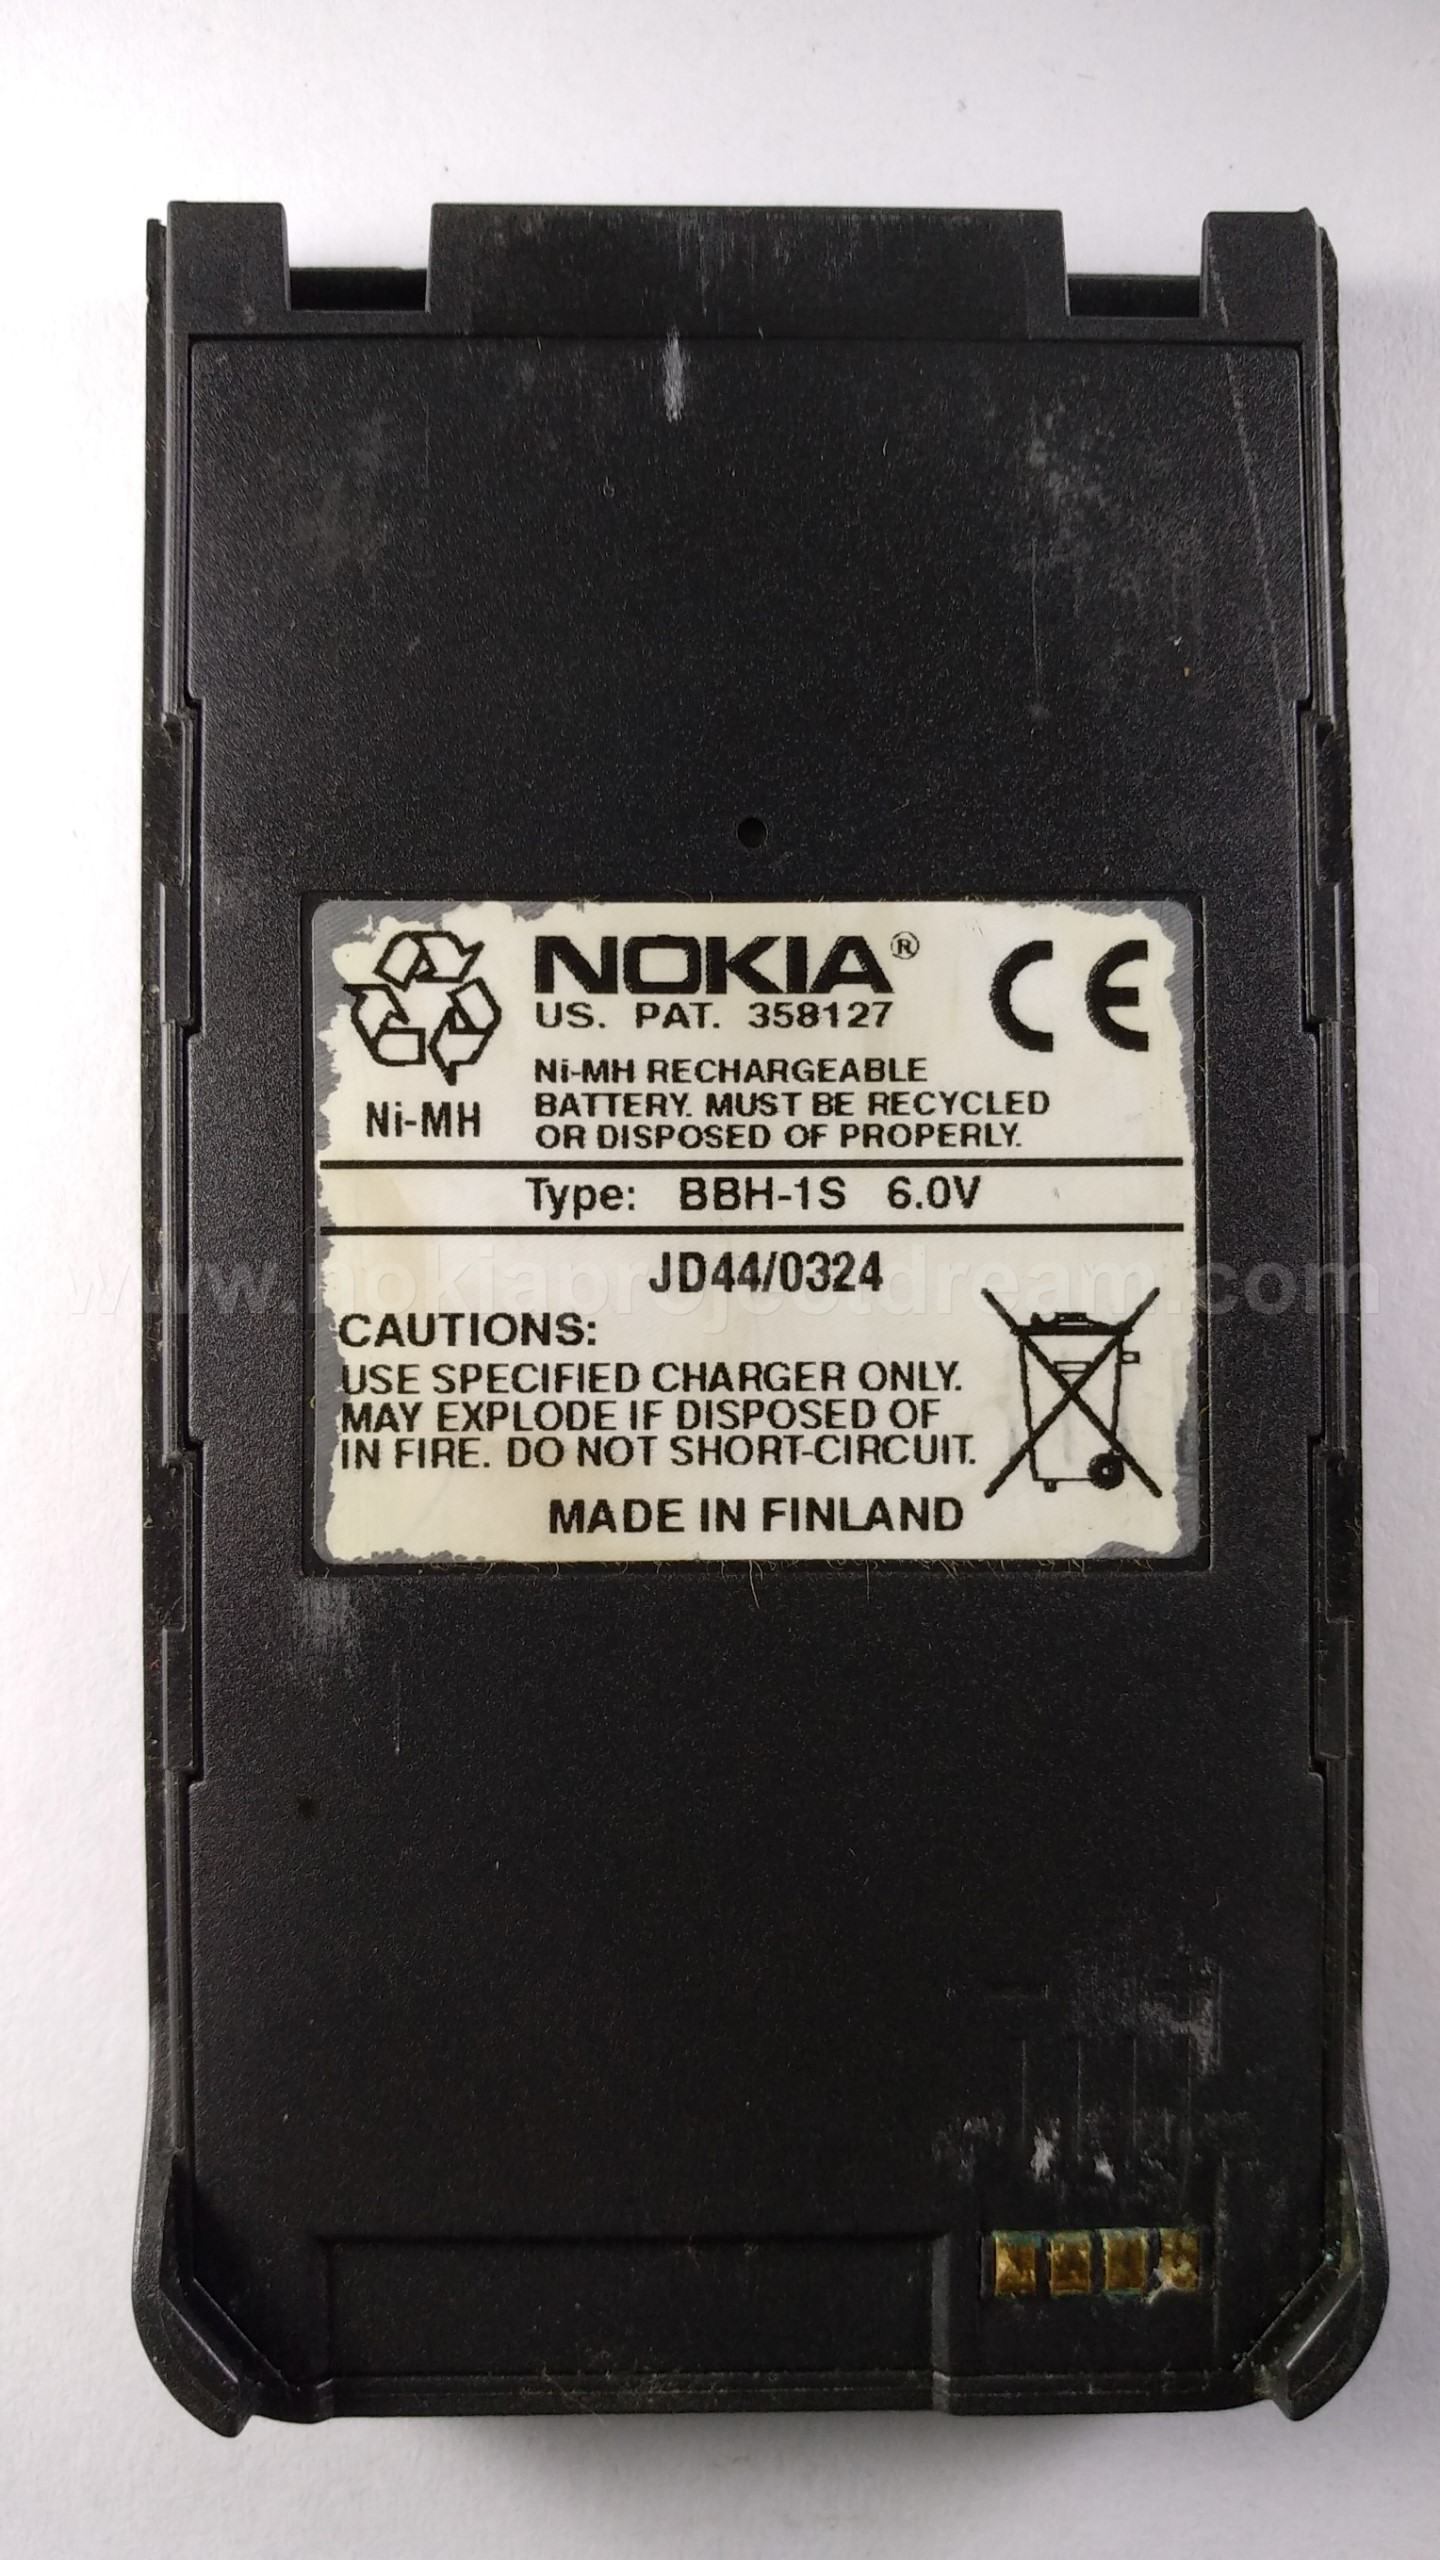 NOKIA®
US. PAT. 358127
CE
Ni-MH
Ni-MH RECHARGEABLE
BATTERY. MUST BE RECYCLED
OR DISPOSED OF PROPERLY.
Type: BBH-1S 6.0V
JD44/0324
www.nokiaprojectdream.com
CAUTIONS:
USE SPECIFIED CHARGER ONLY.
MAY EXPLODE IF DISPOSED OF
IN FIRE. DO NOT SHORT-CIRCUIT.
MADE IN FINLAND